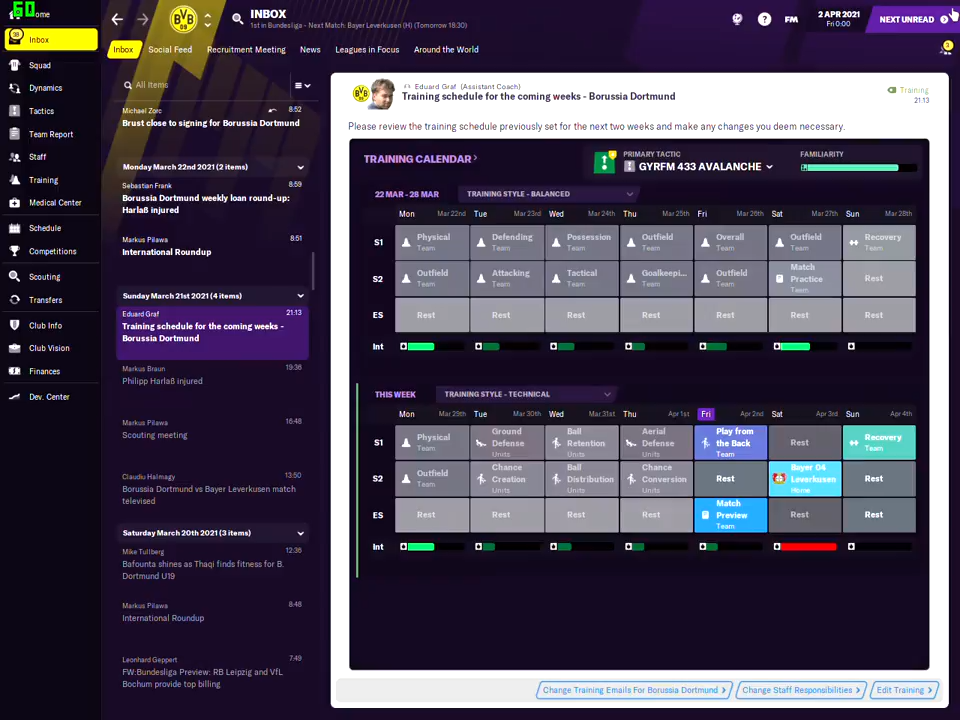 60
Home
INBOX
1st in Bundesliga - Next Match: Bayer Leverkusen (H) (Tomorrow 18:30)
?
FM
2 APR 2021
Fri 0:00
NEXT UNREAD
38
Inbox
Inbox
Social Feed
Recruitment Meeting
News
Leagues in Focus
Around the World
3
Squad
Dynamics
Tactics
Team Report
Staff
Training
Medical Center
Schedule
Competitions
Scouting
Transfers
Club Info
Club Vision
Finances
Dev. Center
All Items
Michael Zorc
8:52
Brust close to signing for Borussia Dortmund
Monday March 22nd 2021 (2 items)
Sebastian Frank
8:59
Borussia Dortmund weekly loan round-up:
Harlaß injured
Markus Pilawa
8:51
International Roundup
Sunday March 21st 2021 (4 items)
Eduard Graf
21:13
Training schedule for the coming weeks -
Borussia Dortmund
Markus Braun
19:36
Philipp Harlaß injured
Markus Pilawa
16:48
Scouting meeting
Claudiu Halmagy
13:50
Borussia Dortmund vs Bayer Leverkusen match
televised
Saturday March 20th 2021 (3 items)
Mike Tullberg
12:36
Bafounta shines as Thaqi finds fitness for B.
Dortmund U19
Markus Pilawa
8:48
International Roundup
Leonhard Geppert
7:49
FW:Bundesliga Preview: RB Leipzig and VfL
Bochum provide top billing
Eduard Graf (Assistant Coach)
Training schedule for the coming weeks - Borussia Dortmund
Training
21.13
Please review the training schedule previously set for the next two weeks and make any changes you deem necessary.
TRAINING CALENDAR
PRIMARY TACTIC
GYRFM 433 AVALANCHE
FAMILIARITY
22 MAR - 28 MAR
TRAINING STYLE - BALANCED
Mon Mar 22nd Tue Mar 23rd Wed Mar 24th Thu Mar 25th Fri Mar 26th Sat Mar 27th Sun Mar 28th
S1
Physical Team
Defending Team
Possession Team
Outfield Team
Overall Team
Outfield Team
Recovery Team
S2
Outfield Team
Attacking Team
Tactical Team
Goalkeepi... Team
Outfield Team
Match Practice Team
Rest
ES
Rest Rest Rest Rest Rest Rest Rest
Int
THIS WEEK
TRAINING STYLE - TECHNICAL
Mon Mar 29th Tue Mar 30th Wed Mar 31st Thu Apr 1st Fri Apr 2nd Sat Apr 3rd Sun Apr 4th
S1
Physical Team
Ground Defense Units
Ball Retention Units
Aerial Defense Units
Play from the Back Team
Rest
Recovery Team
S2
Outfield Team
Chance Creation Units
Ball Distribution Units
Chance Conversion Units
Rest
Bayer 04 Leverkusen Home
Rest
ES
Rest Rest Rest Rest
Match Preview Team
Rest Rest
Int
Change Training Emails For Borussia Dortmund
Change Staff Responsibilities
Edit Training